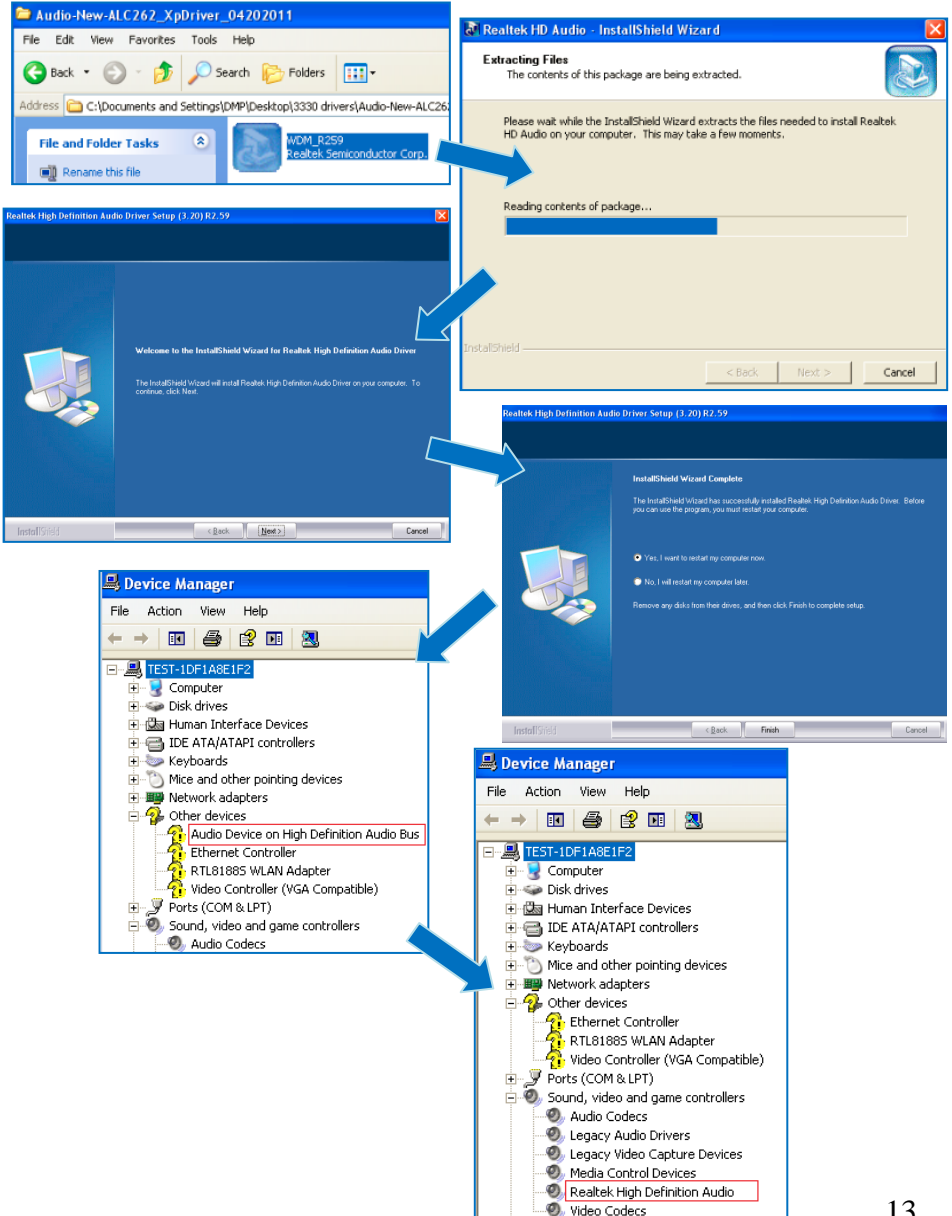 Audio-New-ALC262_XpDriver_04202011
File Edit View Favorites Tools Help
Back Search Folders
Address C:\Documents and Settings\DMP\Desktop\3330 drivers\Audio-New-ALC262
File and Folder Tasks
Rename this file
WDM_R259
Realtek Semiconductor Corp.
Realtek HD Audio - InstallShield Wizard
Extracting Files
The contents of this package are being extracted.
Please wait while the InstallShield Wizard extracts the files needed to install Realtek
HD Audio on your computer. This may take a few moments.
Reading contents of package...
InstallShield
< Back Next > Cancel
Realtek High Definition Audio Driver Setup (3.20) R2.59
Welcome to the InstallShield Wizard for Realtek High Definition Audio Driver
The InstallShield Wizard will install Realtek High Definition Audio Driver on your computer. To
continue, click Next.
InstallShield
< Back Next > Cancel
Realtek High Definition Audio Driver Setup (3.20) R2.59
InstallShield Wizard Complete
The InstallShield Wizard has successfully installed Realtek High Definition Audio Driver. Before
you can use the program, you must restart your computer.
Yes, I want to restart my computer now.
No, I will restart my computer later.
Remove any disks from their drives, and then click Finish to complete setup.
InstallShield
< Back Finish Cancel
Device Manager
File Action View Help
TEST-1DF1A8E1F2
Computer
Disk drives
Human Interface Devices
IDE ATA/ATAPI controllers
Keyboards
Mice and other pointing devices
Network adapters
Other devices
Audio Device on High Definition Audio Bus
Ethernet Controller
RTL8188S WLAN Adapter
Video Controller (VGA Compatible)
Ports (COM & LPT)
Sound, video and game controllers
Audio Codecs
Device Manager
File Action View Help
TEST-1DF1A8E1F2
Computer
Disk drives
Human Interface Devices
IDE ATA/ATAPI controllers
Keyboards
Mice and other pointing devices
Network adapters
Other devices
Ethernet Controller
RTL8188S WLAN Adapter
Video Controller (VGA Compatible)
Ports (COM & LPT)
Sound, video and game controllers
Audio Codecs
Legacy Audio Drivers
Legacy Video Capture Devices
Media Control Devices
Realtek High Definition Audio
Video Codecs
13